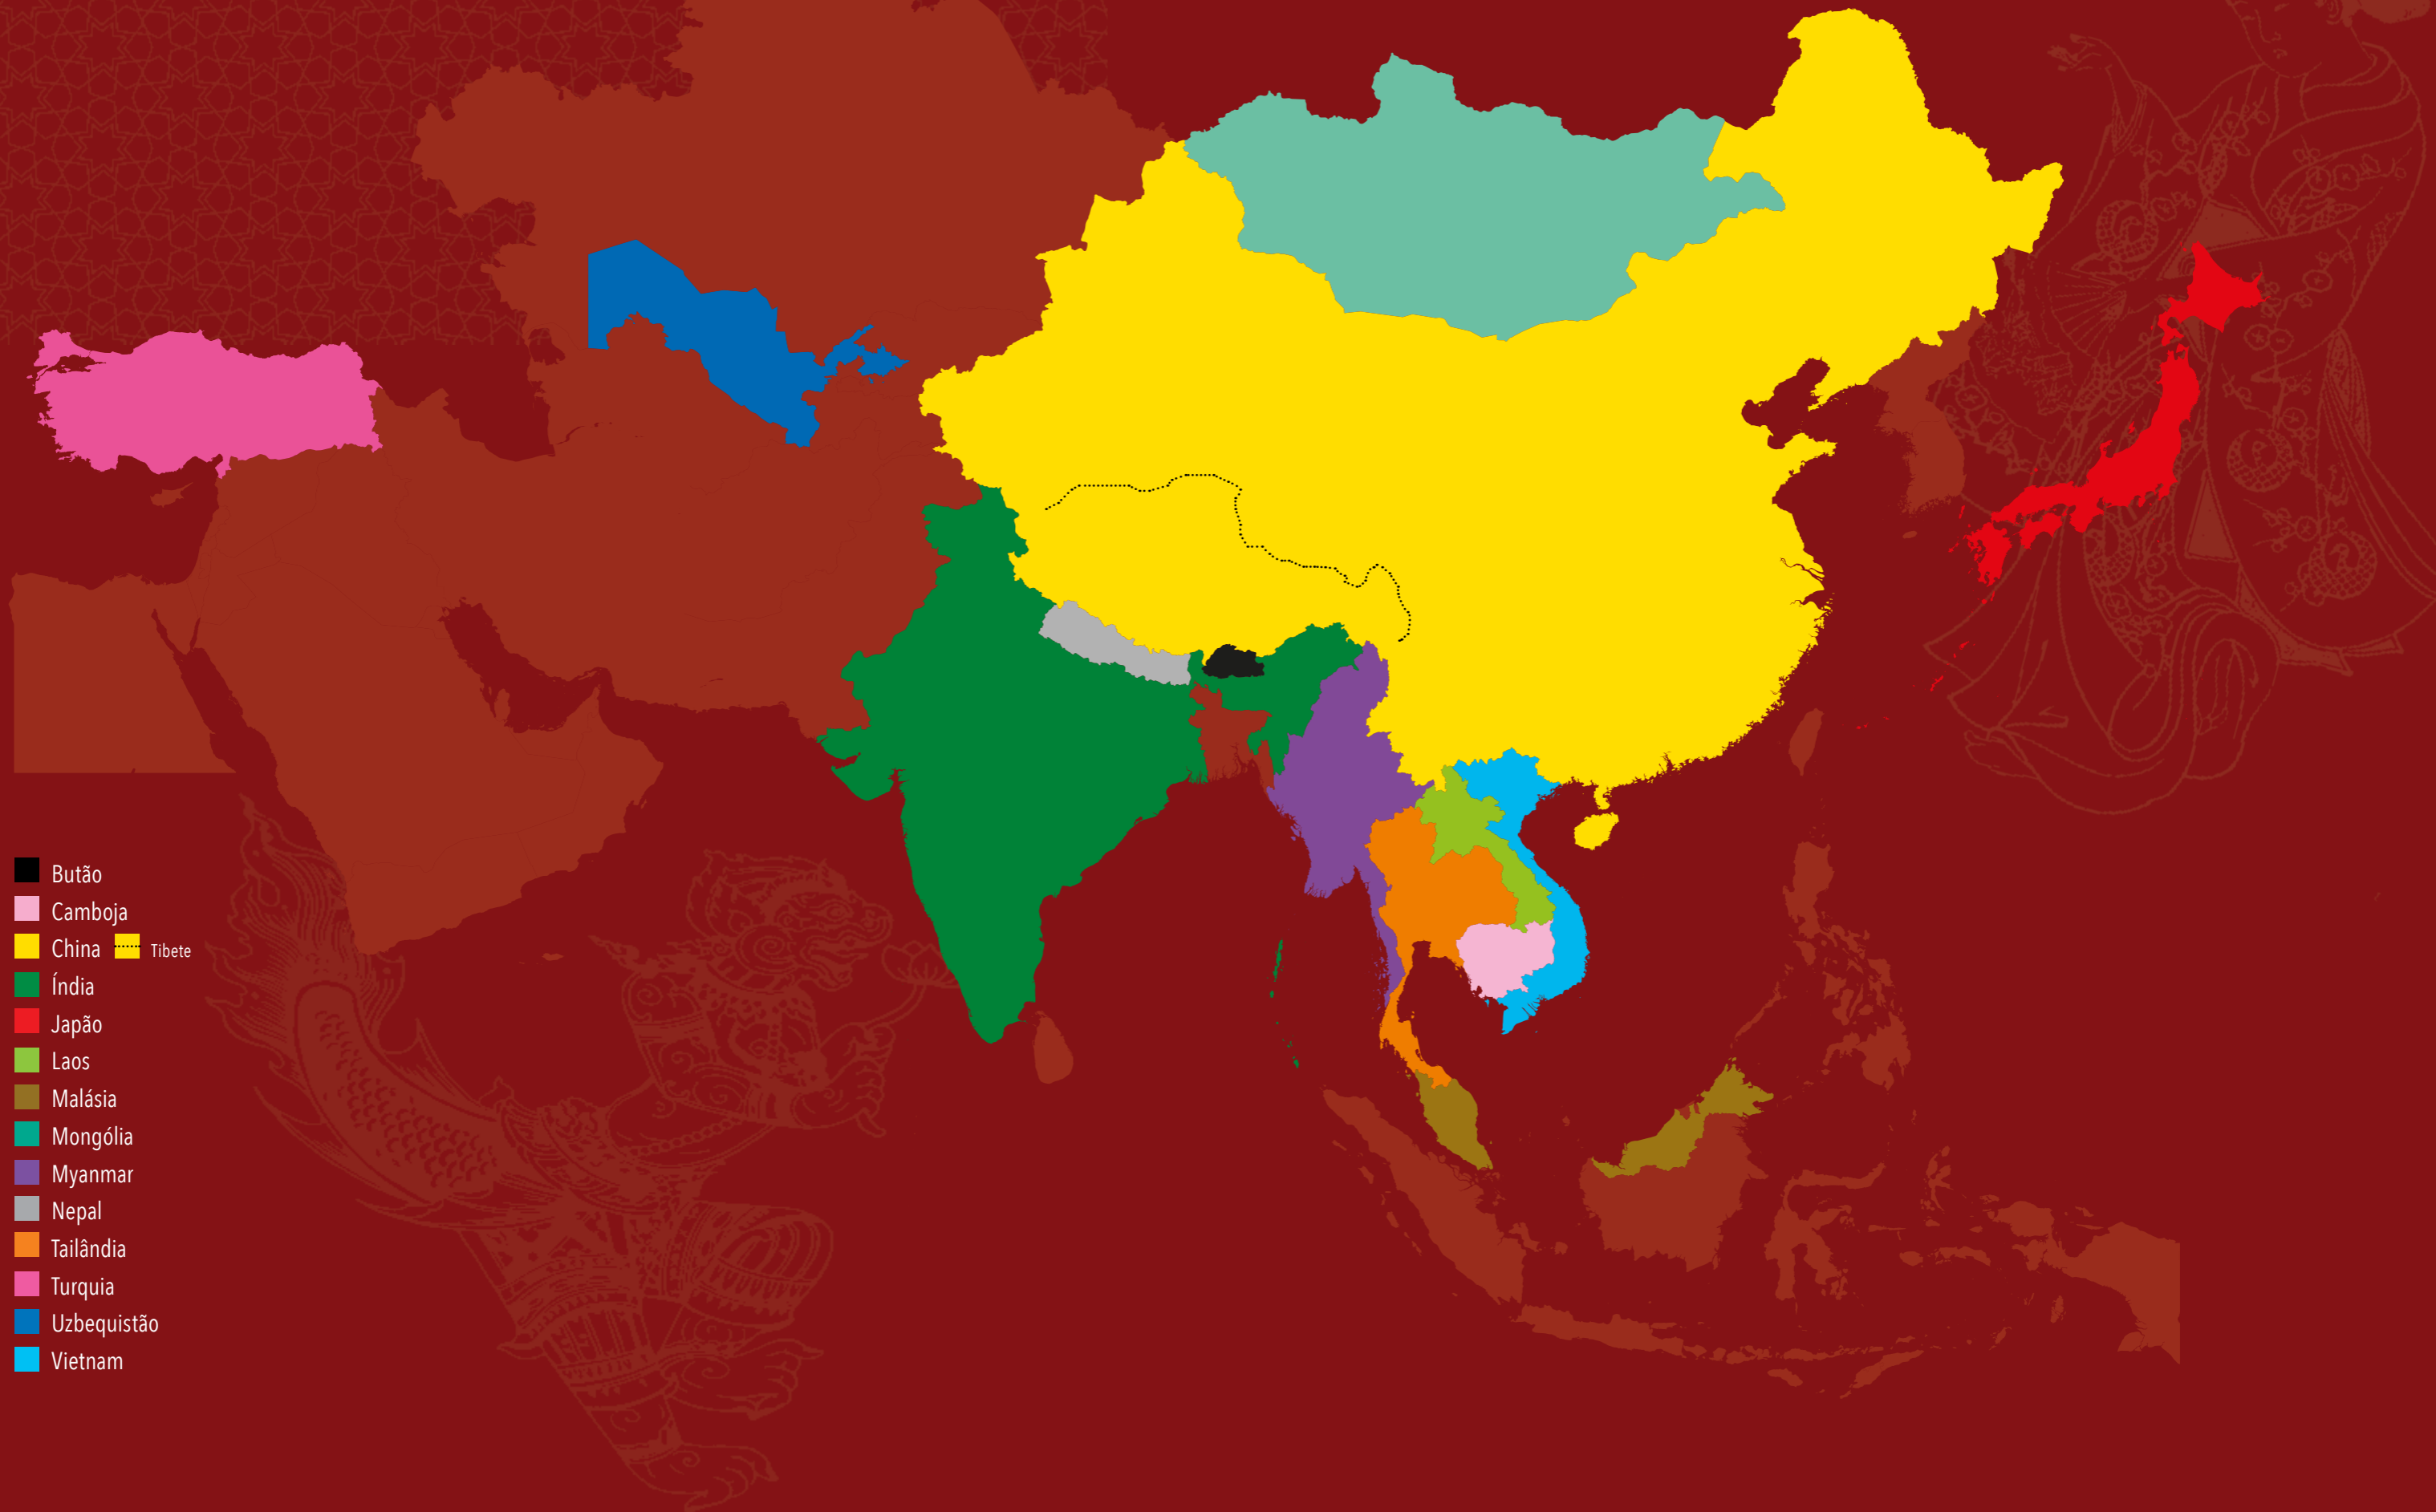 Butão
Camboja
China Tibete
Índia
Japão
Laos
Malásia
Mongólia
Myanmar
Nepal
Tailândia
Turquia
Uzbequistão
Vietnam